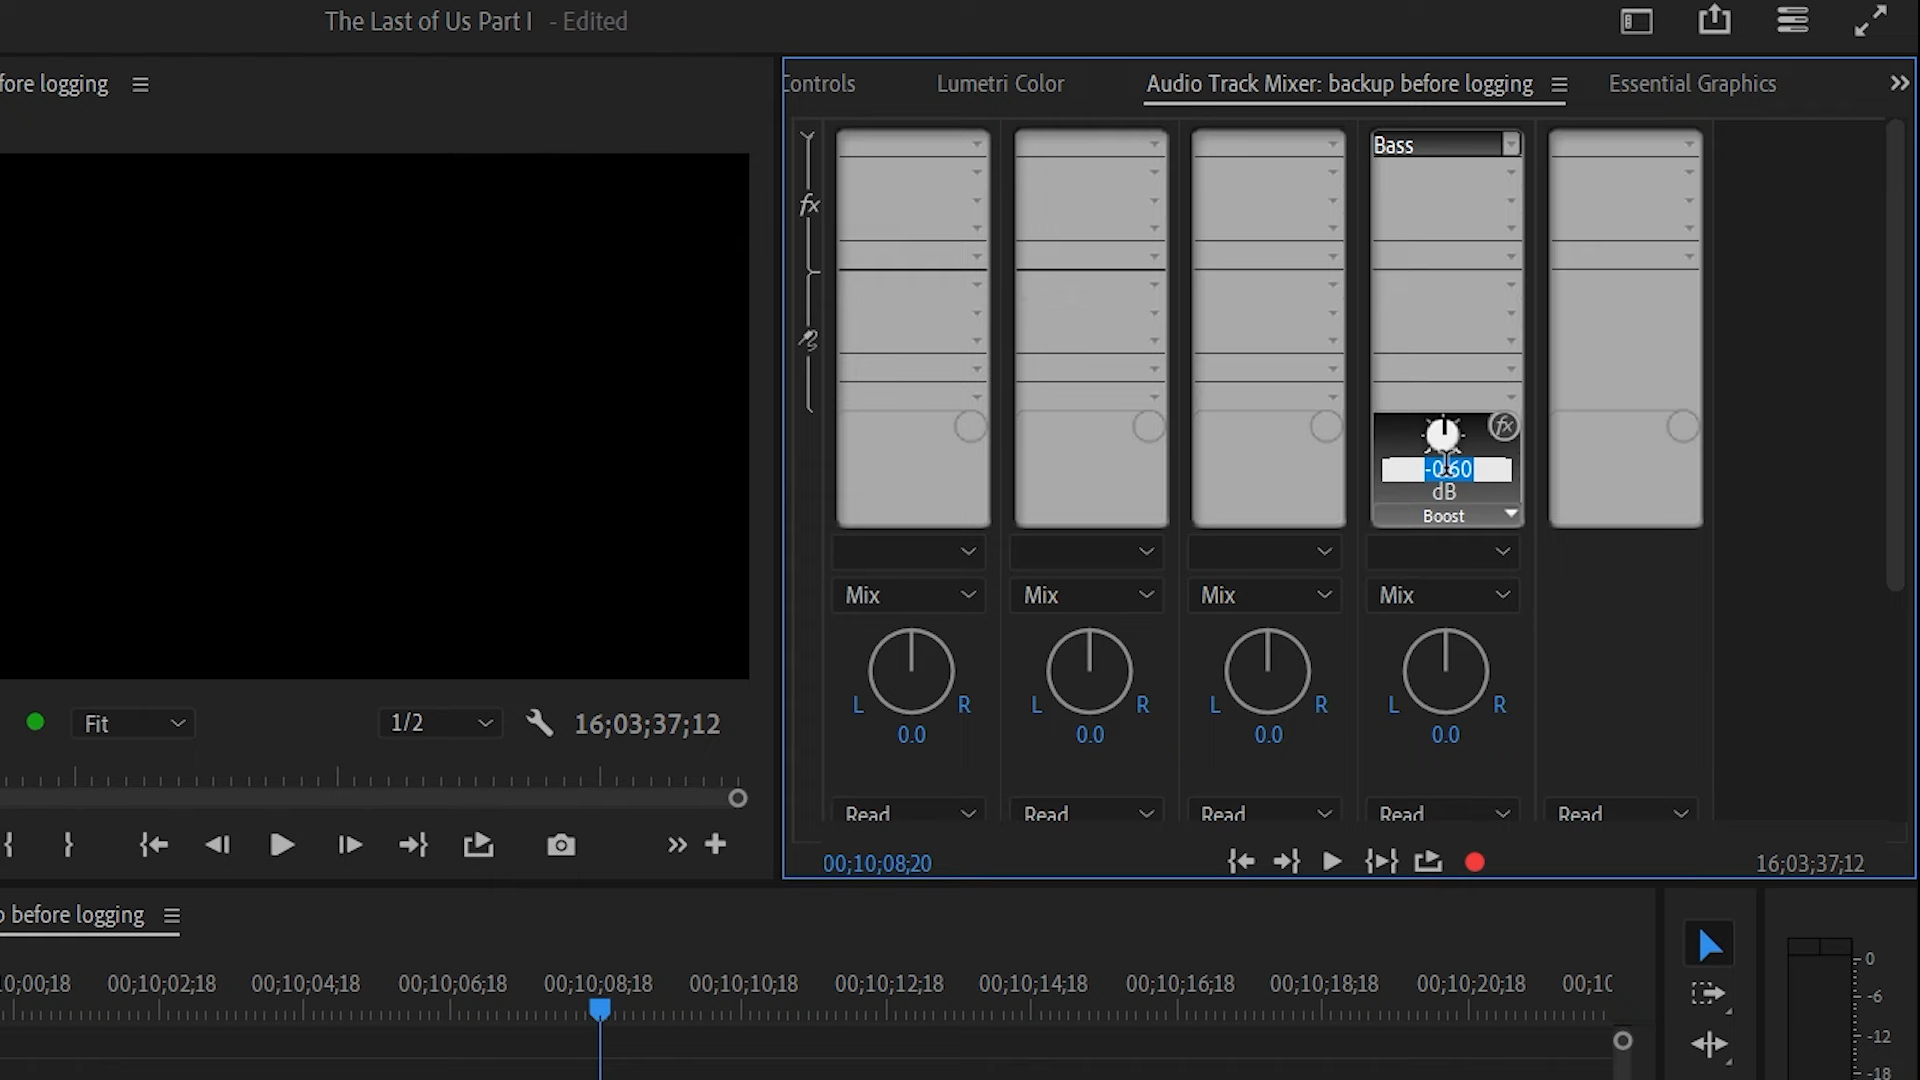 The Last of Us Part I - Edited
fore logging
Controls
Lumetri Color
Audio Track Mixer: backup before logging
Essential Graphics
fx
Bass
fx
-0.60
dB
Boost
Mix
Mix
Mix
Mix
L R
L R
L R
L R
0.0
0.0
0.0
0.0
Fit
1/2
16;03;37;12
Read
Read
Read
Read
Read
00;10;08;20
16;03;37;12
p before logging
0;00;18
00;10;02;18
00;10;04;18
00;10;06;18
00;10;08;18
00;10;10;18
00;10;12;18
00;10;14;18
00;10;16;18
00;10;18;18
00;10;20;18
00;10
0
-6
-12
-18